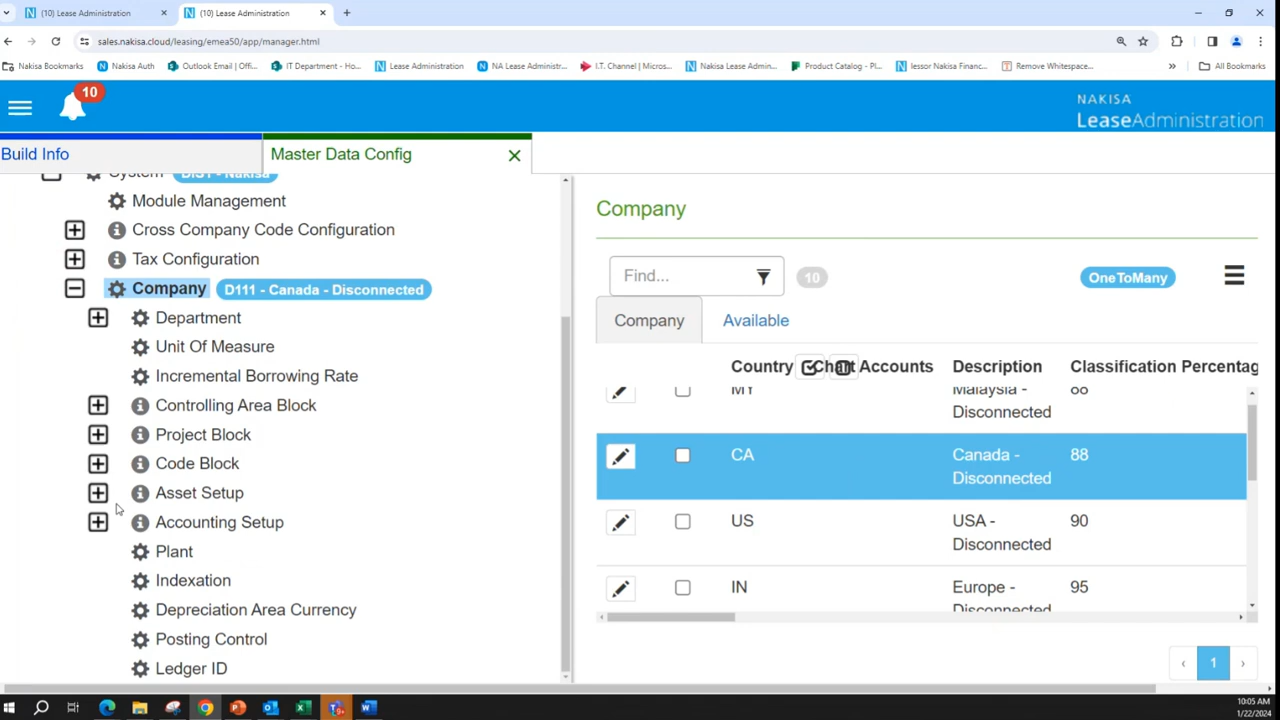 (10) Lease Administration
(10) Lease Administration
sales.nakisa.cloud/leasing/emea50/app/manager.html
Nakisa Bookmarks
Nakisa Auth
Outlook Email | Offi...
IT Department - Ho...
Lease Administration
NA Lease Administr...
I.T. Channel | Micros...
Nakisa Lease Admin...
Product Catalog - Pl...
lessor Nakisa Financ...
Remove Whitespace...
All Bookmarks
10
NAKISA
LeaseAdministration
Build Info
Master Data Config
System DIST - Nakisa
Module Management
Cross Company Code Configuration
Tax Configuration
Company D111 - Canada - Disconnected
Department
Unit Of Measure
Incremental Borrowing Rate
Controlling Area Block
Project Block
Code Block
Asset Setup
Accounting Setup
Plant
Indexation
Depreciation Area Currency
Posting Control
Ledger ID
Company
Find...
10
OneToMany
Company
Available
Country Chart Accounts Description Classification Percentag
MY Malaysia - 88
Disconnected
CA Canada - 88
Disconnected
US USA - 90
Disconnected
IN Europe - 95
Disconnected
‹ 1 ›
10:05 AM
1/22/2024